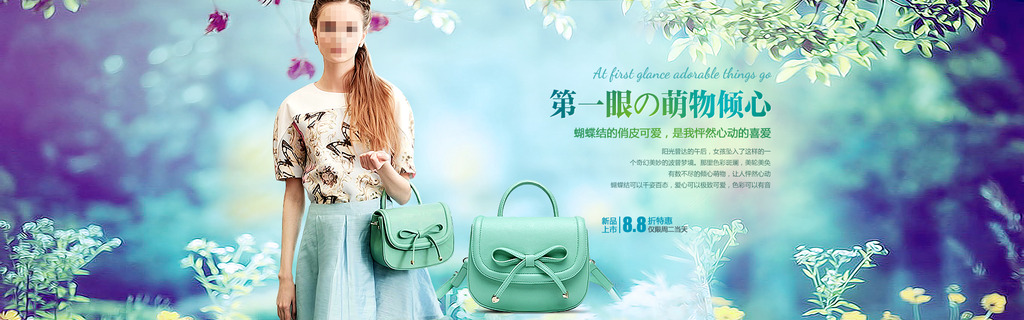 At first glance adorable things go
第一眼の萌物倾心
蝴蝶结的俏皮可爱，是我怦然心动的喜爱
阳光普达的午后，女孩坠入了这样的一
个奇幻美妙的波普梦境。那里色彩斑斓，美轮美奂
有数不尽的倾心萌物，让人怦然心动
蝴蝶结可以千姿百态，爱心可以极致可爱，色彩可以有音
新品
上市
8.8折特惠
仅限周二当天